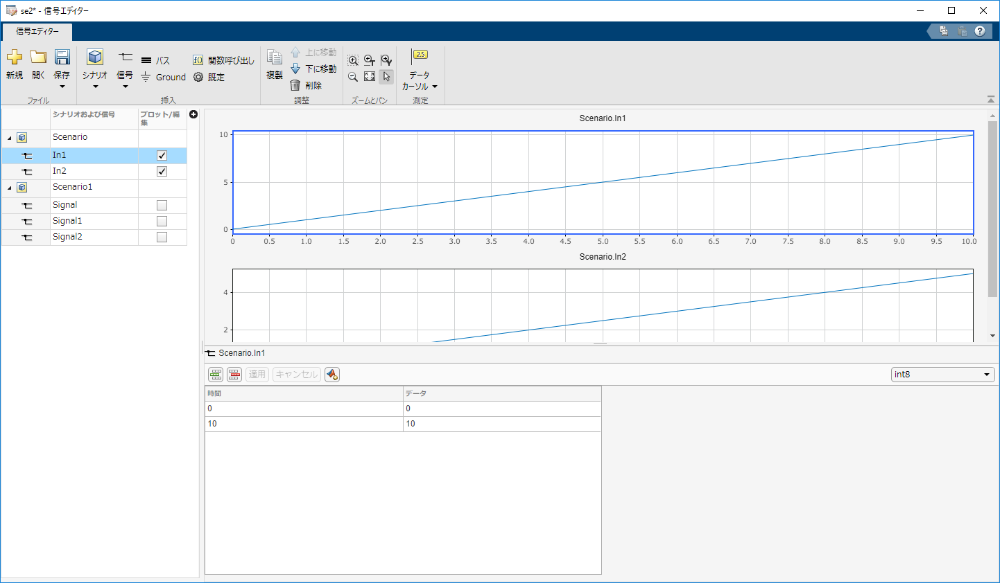 se2* - 信号エディター
信号エディター
新規
開く
保存
シナリオ
信号
バス
Ground
f()
関数呼び出し
既定
複製
上に移動
下に移動
削除
2.5
データ
カーソル
ファイル
挿入
調整
ズームとパン
測定
シナリオおよび信号
プロット/編
集
Scenario
In1
In2
Scenario1
Signal
Signal1
Signal2
Scenario.In1
10
5
0
0 0.5 1.0 1.5 2.0 2.5 3.0 3.5 4.0 4.5 5.0 5.5 6.0 6.5 7.0 7.5 8.0 8.5 9.0 9.5 10.0
Scenario.In2
4
2
Scenario.In1
適用
キャンセル
int8
時間 データ
0 0
10 10